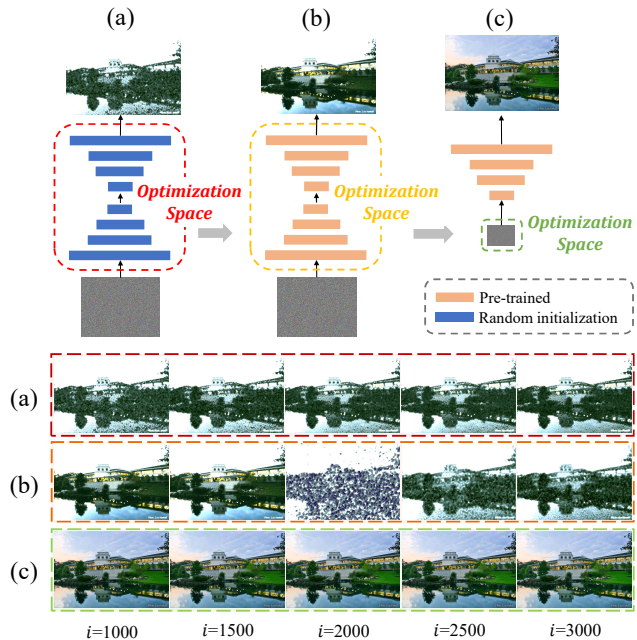 (a)
(b)
(c)
Optimization
Space
Optimization
Space
Optimization
Space
Pre-trained
Random initialization
(a)
(b)
(c)
i=1000
i=1500
i=2000
i=2500
i=3000